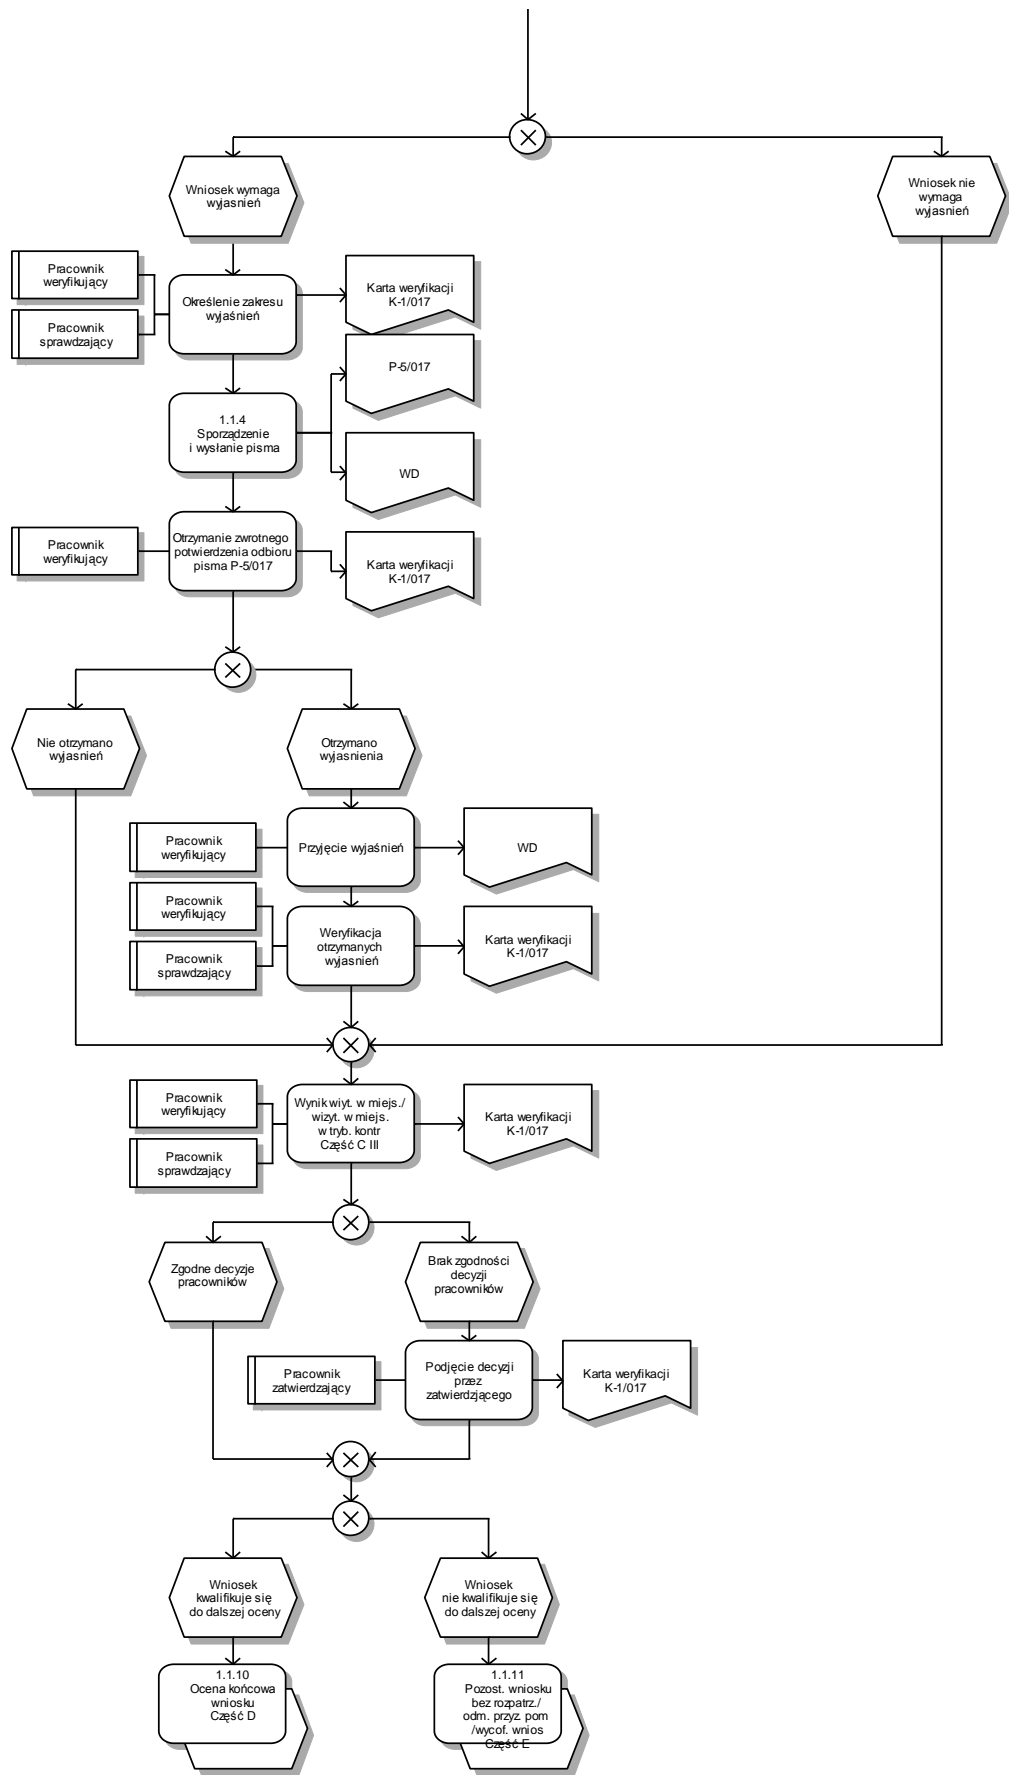 Wniosek wymaga
wyjasnień
Wniosek nie
wymaga
wyjasnień
Pracownik
weryfikujący
Pracownik
sprawdzający
Określenie zakresu
wyjaśnień
Karta weryfikacji
K-1/017
P-5/017
1.1.4
Sporządzenie
i wysłanie pisma
WD
Pracownik
weryfikujący
Otrzymanie zwrotnego
potwierdzenia odbioru
pisma P-5/017
Karta weryfikacji
K-1/017
Nie otrzymano
wyjasnień
Otrzymano
wyjasnienia
Pracownik
weryfikujący
Przyjęcie wyjaśnień
WD
Pracownik
weryfikujący
Pracownik
sprawdzający
Weryfikacja
otrzymanych
wyjasnień
Karta weryfikacji
K-1/017
Pracownik
weryfikujący
Pracownik
sprawdzający
Wynik wiyt. w miejs./
wizyt. w miejs.
w tryb. kontr
Część C III
Karta weryfikacji
K-1/017
Zgodne decyzje
pracowników
Brak zgodności
decyzji
pracowników
Pracownik
zatwierdzający
Podjęcie decyzji
przez
zatwierdzjącego
Karta weryfikacji
K-1/017
Wniosek
kwalifikuje się
do dalszej oceny
Wniosek
nie kwalifikuje się
do dalszej oceny
1.1.10
Ocena końcowa
wniosku
Część D
1.1.11
Pozost. wniosku
bez rozpatrz./
odm. przyz. pom
/wycof. wnios
Część E